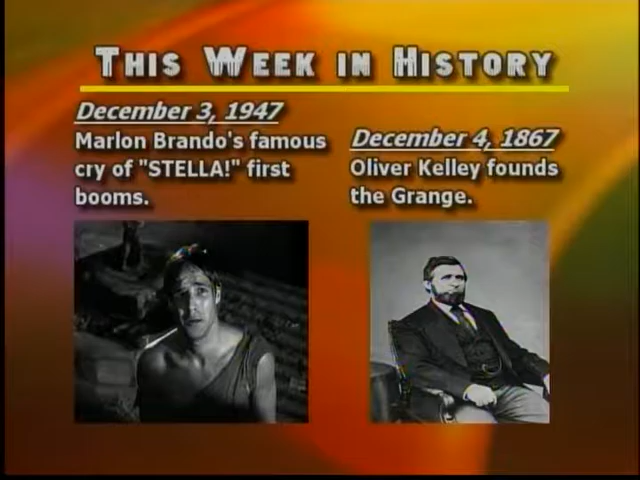 THIS WEEK IN HISTORY
December 3, 1947
Marlon Brando's famous
cry of "STELLA!" first
booms.
December 4, 1867
Oliver Kelley founds
the Grange.